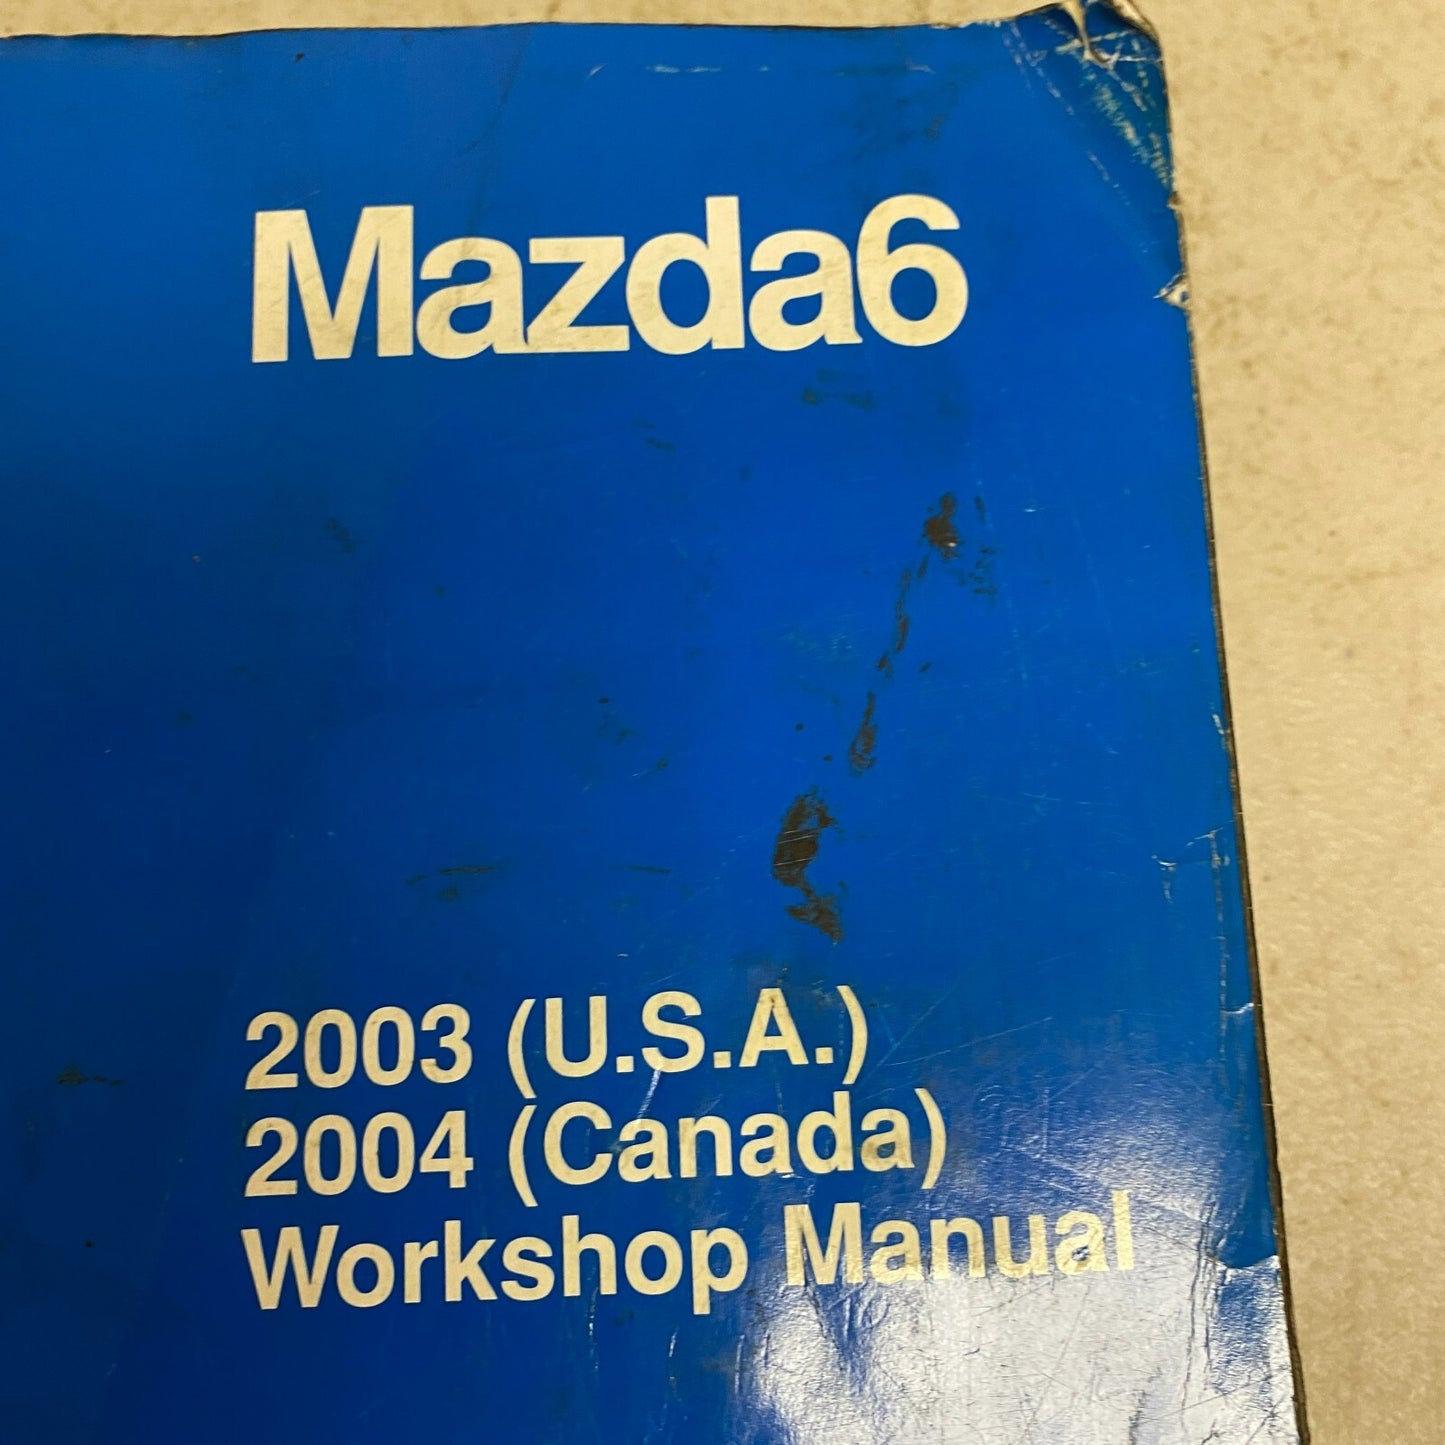 Mazda6
2003 (U.S.A.)
2004 (Canada)
Workshop Manual